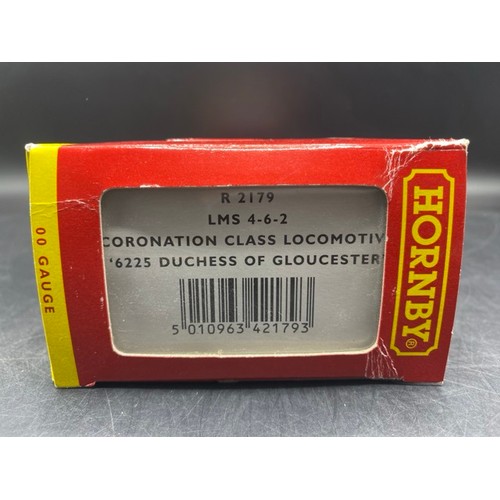 00 GAUGE
R 2179
LMS 4-6-2
CORONATION CLASS LOCOMOTIV
'6225 DUCHESS OF GLOUCESTER'
5 010963 421793
HORNBY®